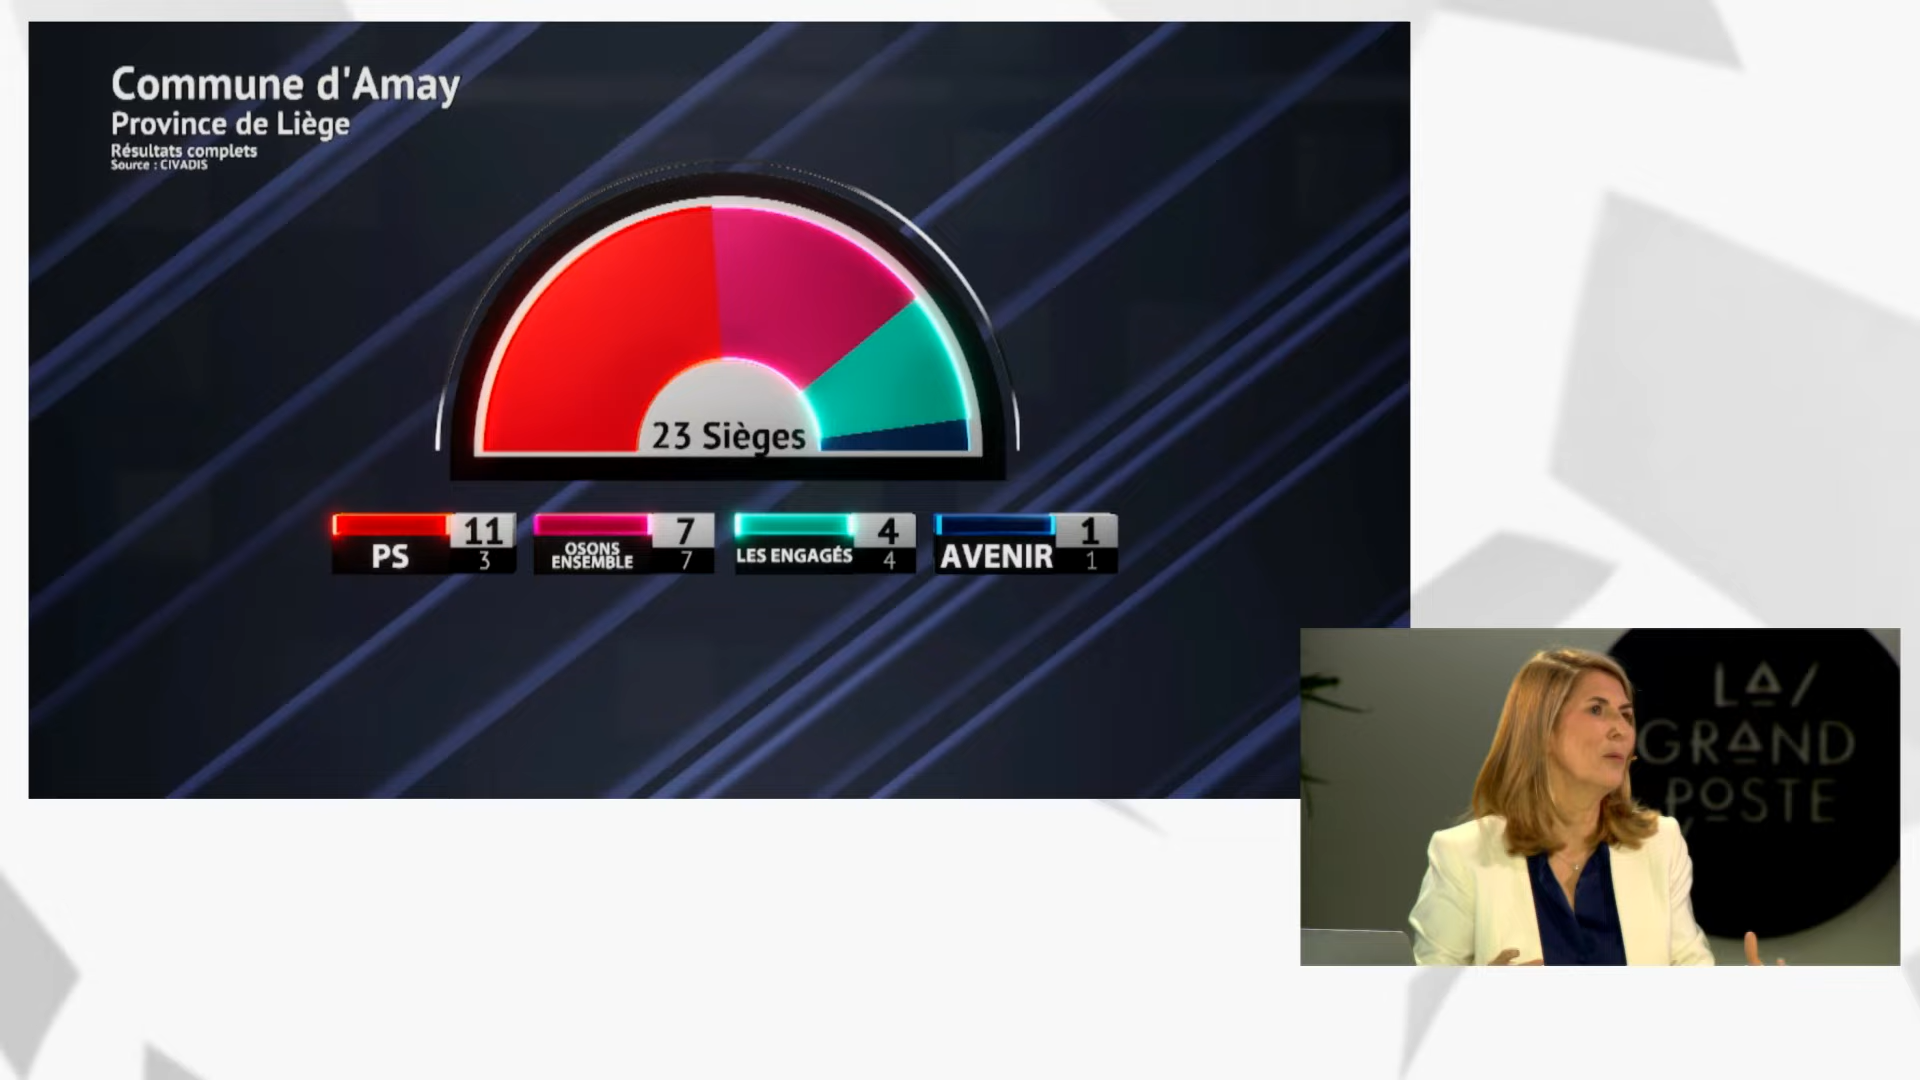 Commune d'Amay
Province de Liège
Résultats complets
Source : CIVADIS
23 Sièges
PS
11
3
OSONS
ENSEMBLE
7
7
LES ENGAGÉS
4
4
AVENIR
1
1
LA/
GRAND
POSTE